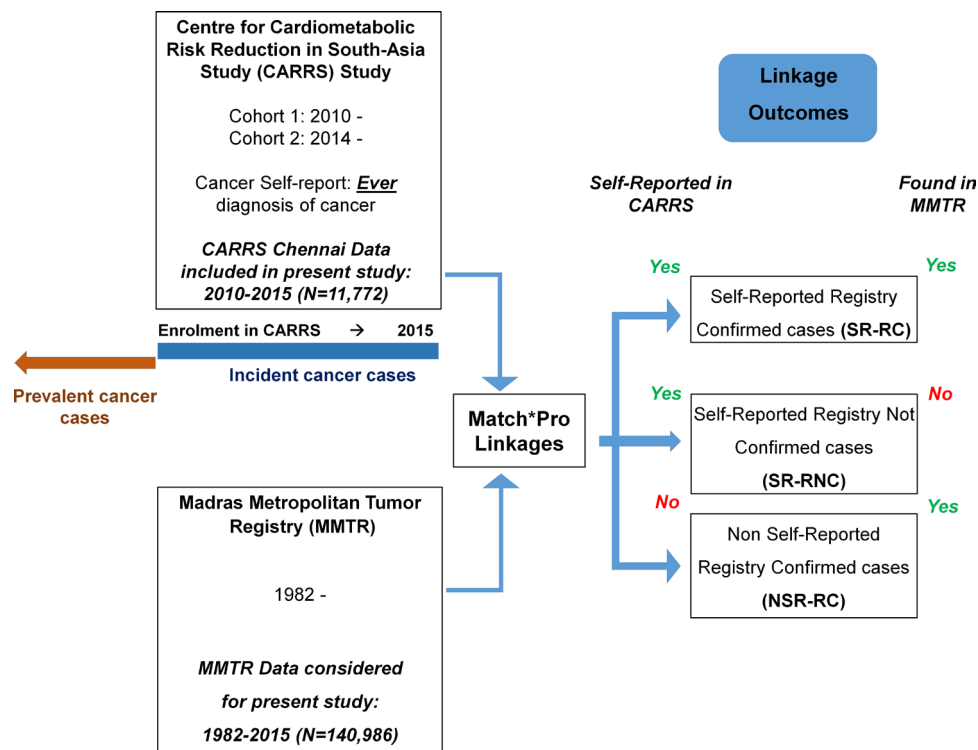 Centre for Cardiometabolic
Risk Reduction in South-Asia
Study (CARRS) Study
Cohort 1: 2010 -
Cohort 2: 2014 -
Cancer Self-report: Ever
diagnosis of cancer
CARRS Chennai Data
included in present study:
2010-2015 (N=11,772)
Enrolment in CARRS → 2015
Incident cancer cases
Prevalent cancer
cases
Madras Metropolitan Tumor
Registry (MMTR)
1982 -
MMTR Data considered
for present study:
1982-2015 (N=140,986)
Match*Pro
Linkages
Linkage
Outcomes
Self-Reported in
CARRS
Found in
MMTR
Yes
Yes
Self-Reported Registry
Confirmed cases (SR-RC)
Yes
No
Self-Reported Registry Not
Confirmed cases
(SR-RNC)
No
Yes
Non Self-Reported
Registry Confirmed cases
(NSR-RC)